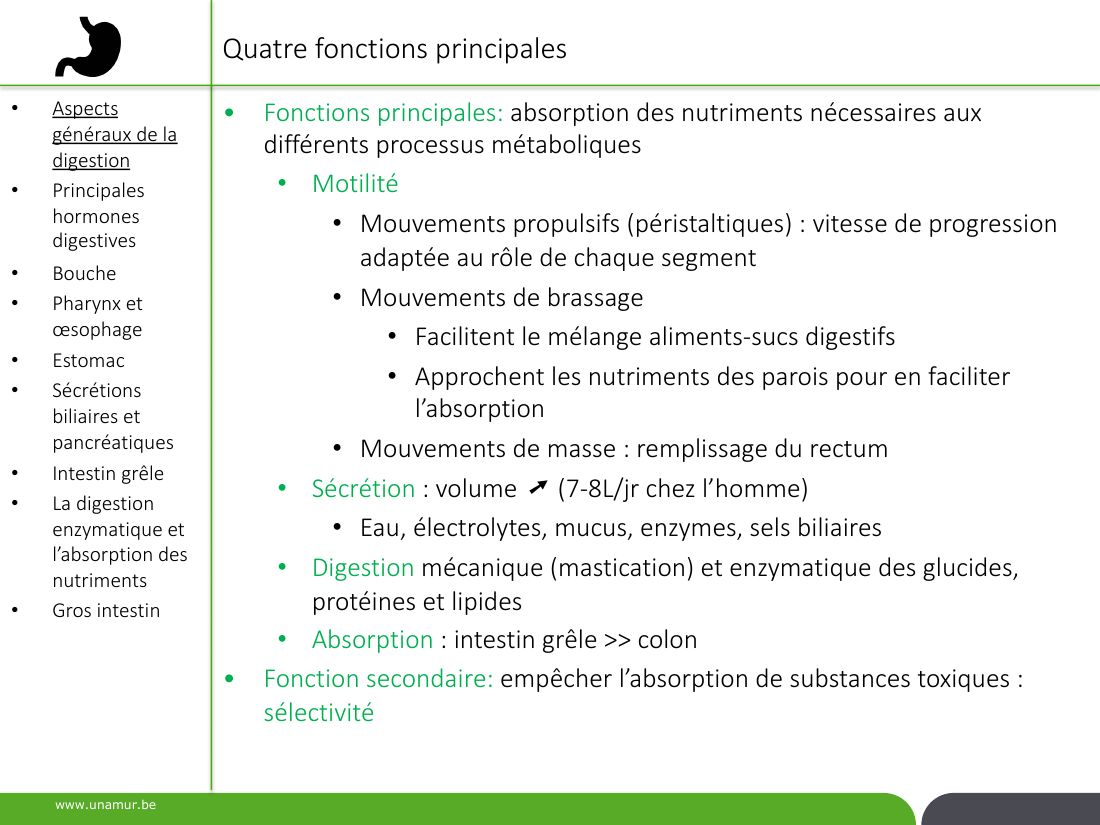 Quatre fonctions principales
• Aspects
généraux de la
digestion
• Principales
hormones
digestives
• Bouche
• Pharynx et
œsophage
• Estomac
• Sécrétions
biliaires et
pancréatiques
• Intestin grêle
• La digestion
enzymatique et
l’absorption des
nutriments
• Gros intestin
• Fonctions principales: absorption des nutriments nécessaires aux
différents processus métaboliques
• Motilité
• Mouvements propulsifs (péristaltiques) : vitesse de progression
adaptée au rôle de chaque segment
• Mouvements de brassage
• Facilitent le mélange aliments-sucs digestifs
• Approchent les nutriments des parois pour en faciliter
l’absorption
• Mouvements de masse : remplissage du rectum
• Sécrétion : volume ➚ (7-8L/jr chez l’homme)
• Eau, électrolytes, mucus, enzymes, sels biliaires
• Digestion mécanique (mastication) et enzymatique des glucides,
protéines et lipides
• Absorption : intestin grêle >> colon
• Fonction secondaire: empêcher l’absorption de substances toxiques :
sélectivité
www.unamur.be